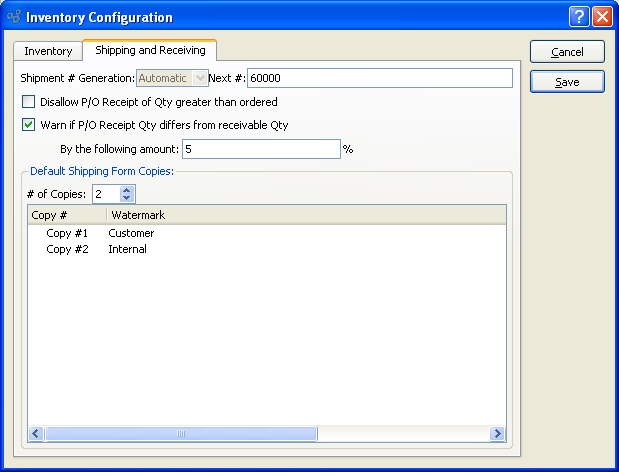 Inventory Configuration
?
Inventory
Shipping and Receiving
Cancel
Save
Shipment # Generation: Automatic Next #: 60000
Disallow P/O Receipt of Qty greater than ordered
Warn if P/O Receipt Qty differs from receivable Qty
By the following amount: 5 %
Default Shipping Form Copies:
# of Copies: 2
Copy # Watermark
Copy #1 Customer
Copy #2 Internal